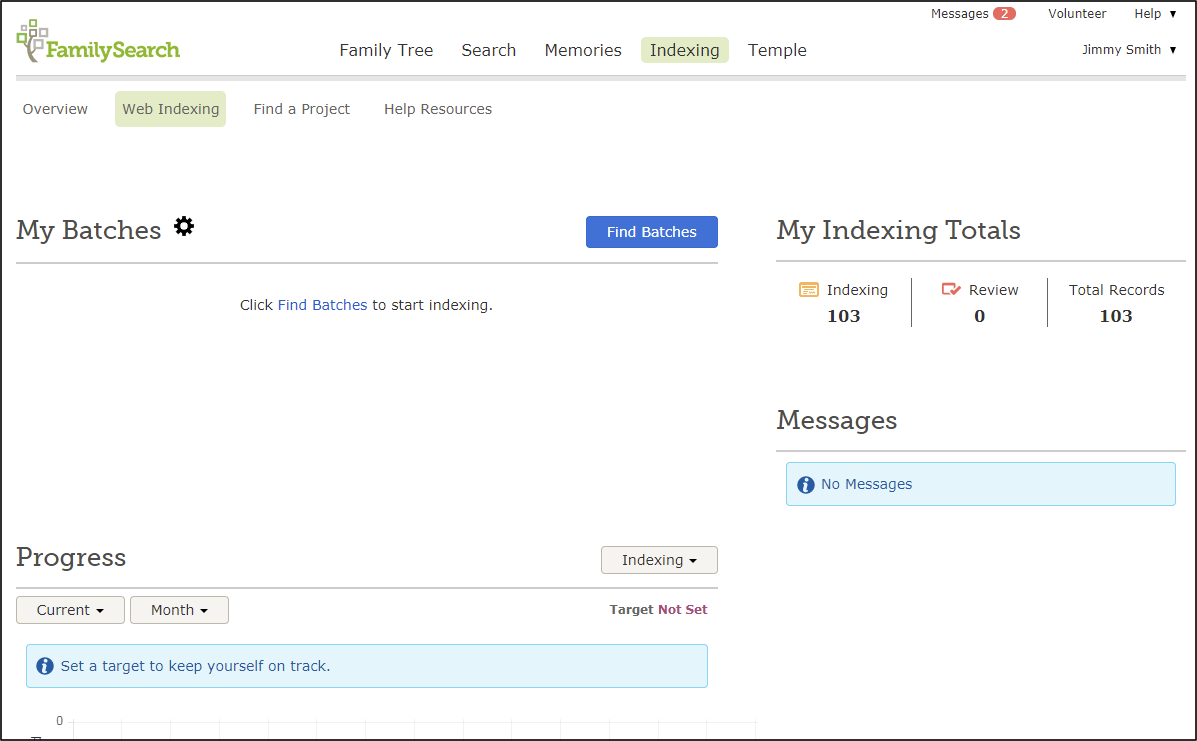 Messages 2 Volunteer Help
FamilySearch
Family Tree Search Memories Indexing Temple
Jimmy Smith
Overview Web Indexing Find a Project Help Resources
My Batches
Find Batches
Click Find Batches to start indexing.
My Indexing Totals
Indexing Review Total Records
103 0 103
Messages
No Messages
Progress
Indexing
Current Month
Target Not Set
Set a target to keep yourself on track.
0